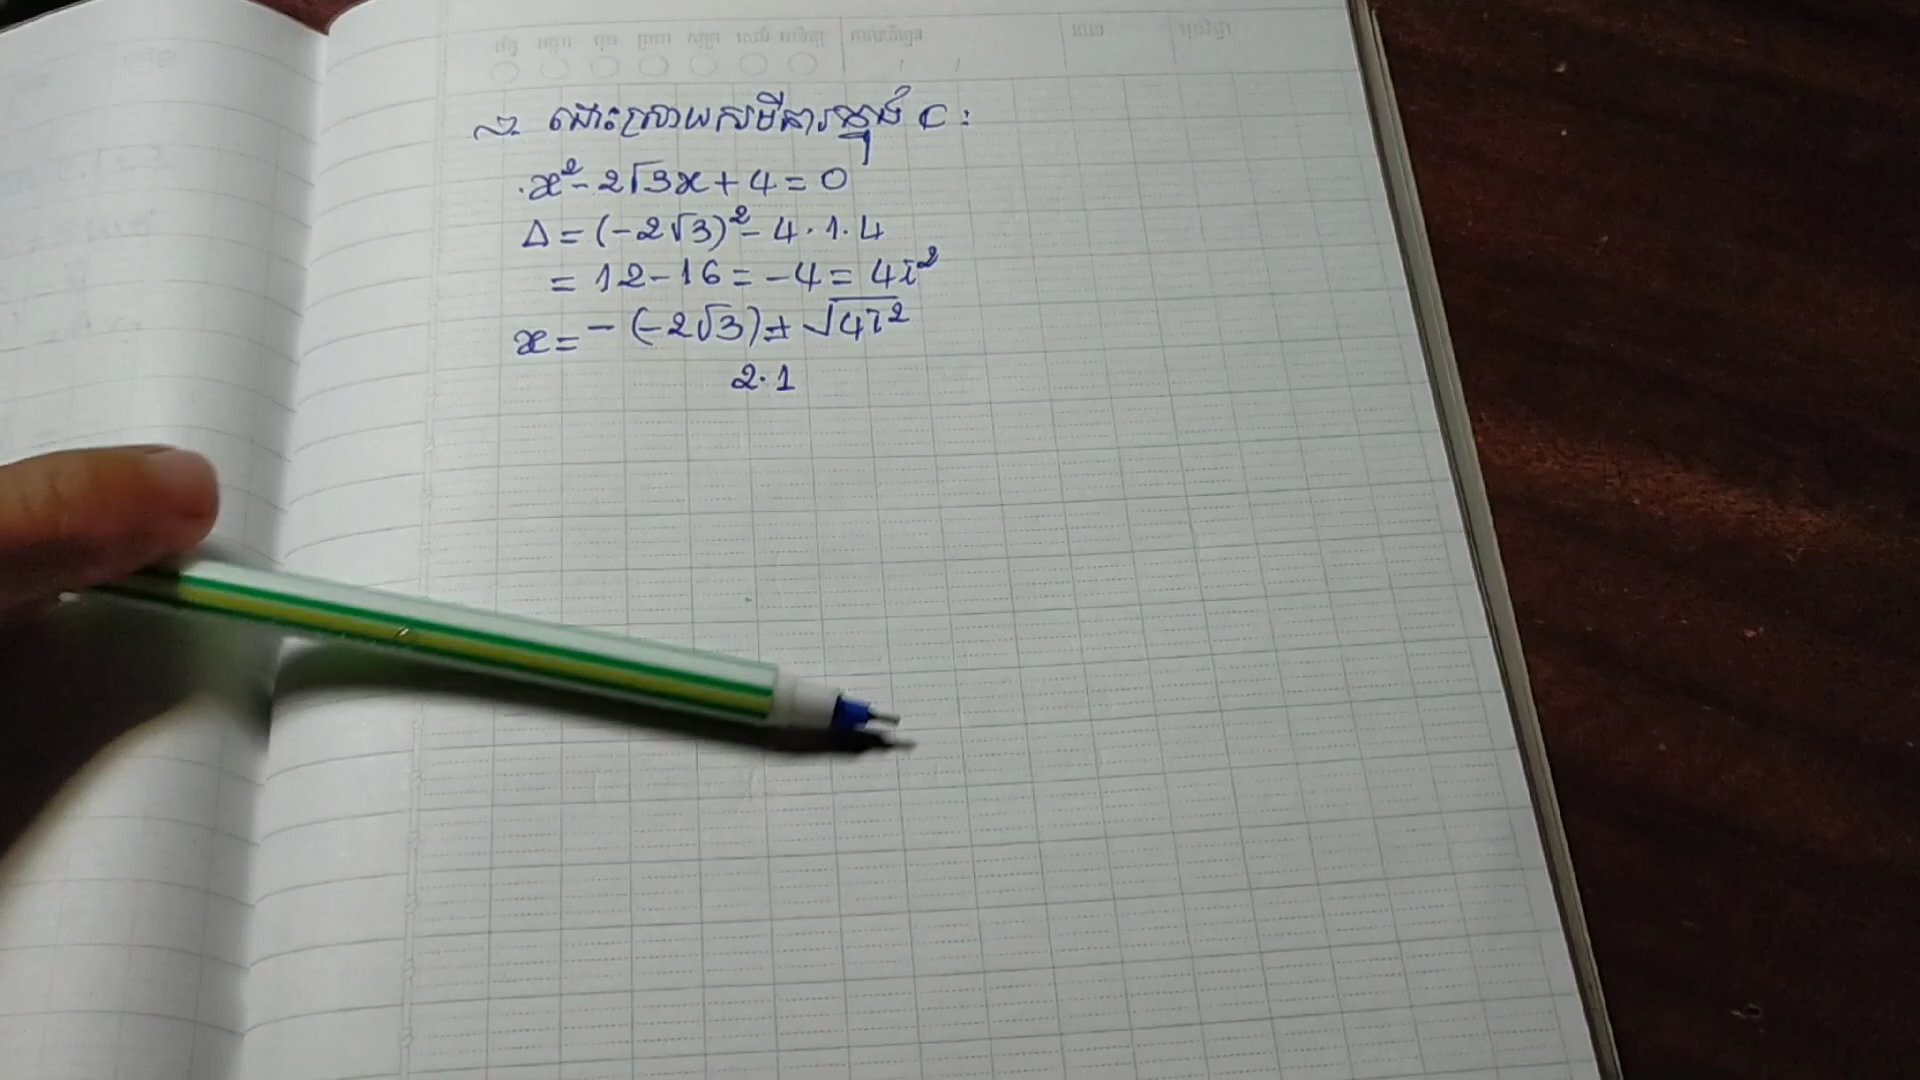 ដោះស្រាយសមីការក្នុង C :
. x² - 2√3x + 4 = 0
Δ = (-2√3)² - 4 · 1 · 4
= 12 - 16 = -4 = 4i²
x = -(-2√3) ± √4i²
2 · 1